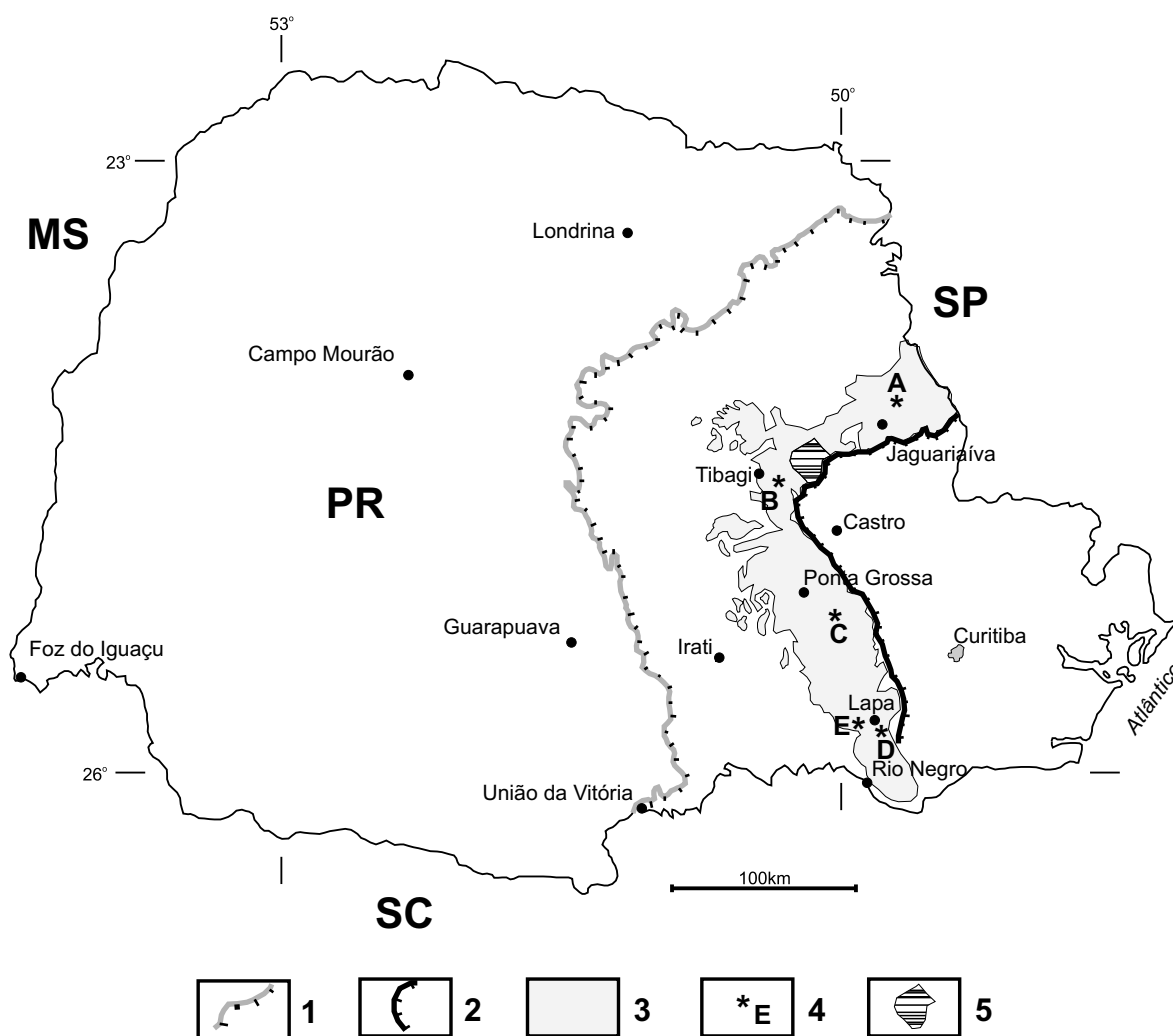 53°
50°
23°
MS
Londrina
SP
Campo Mourão
A
*
Jaguariaíva
Tibagi
*
B
PR
Castro
Ponta Grossa
*
C
Guarapuava
Irati
Curitiba
Foz do Iguaçu
Lapa
E*
*
D
Atlântico
26°
Rio Negro
União da Vitória
100km
SC
1
2
3
*E 4
5